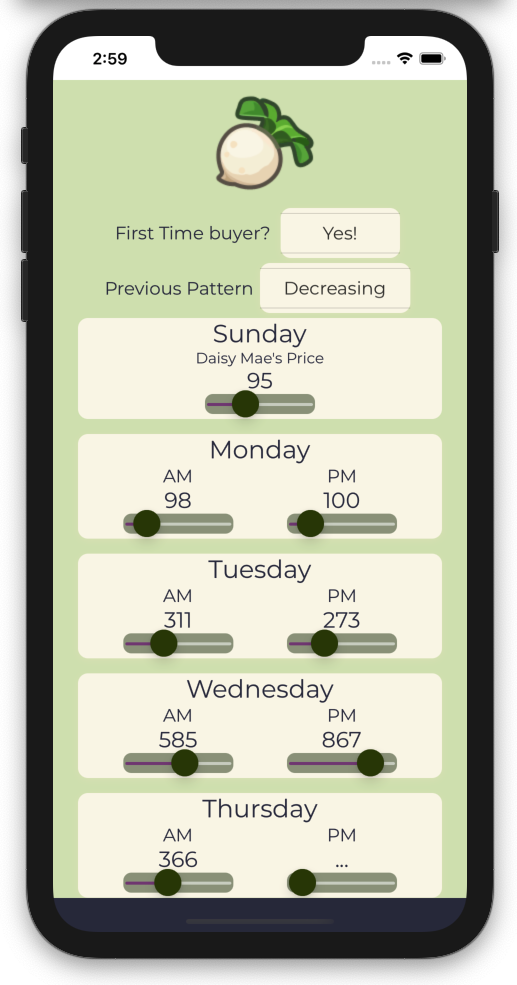 2:59
First Time buyer? Yes!
Previous Pattern Decreasing
Sunday
Daisy Mae's Price
95
Monday
AM PM
98 100
Tuesday
AM PM
311 273
Wednesday
AM PM
585 867
Thursday
AM PM
366 ...